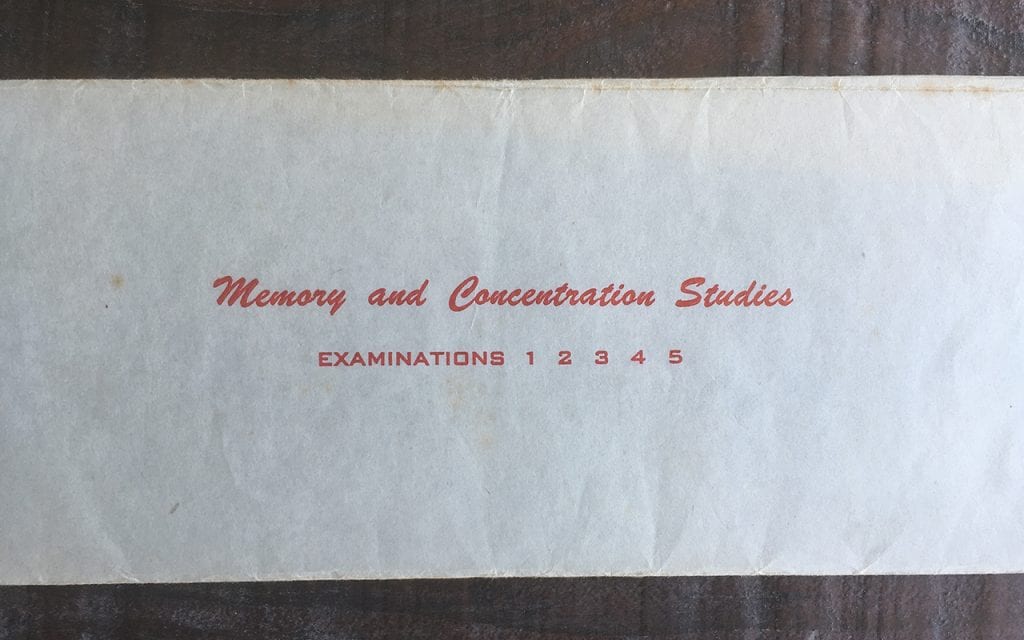 Memory and Concentration Studies
EXAMINATIONS 1 2 3 4 5